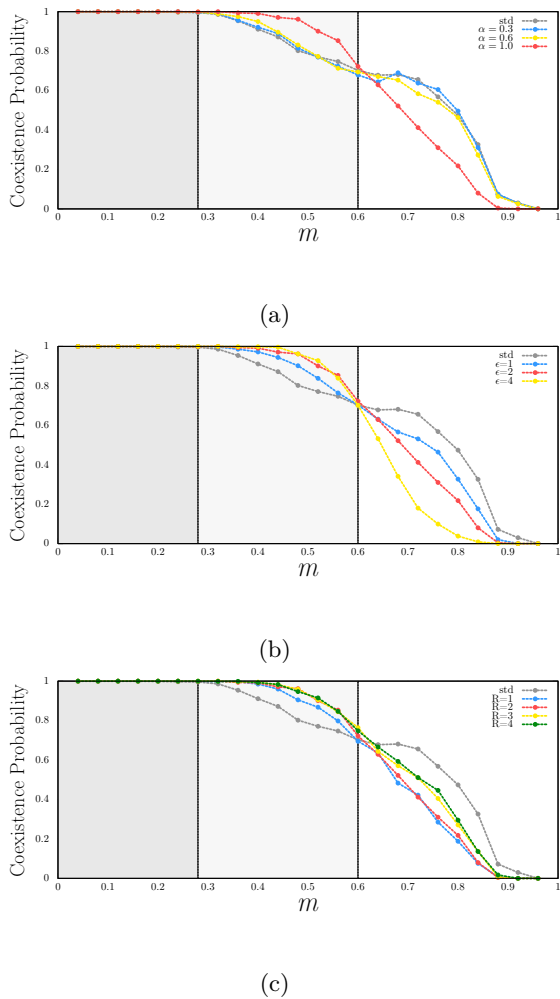 Coexistence Probability
1
0.8
0.6
0.4
0.2
0
std
α = 0.3
α = 0.6
α = 1.0
0 0.1 0.2 0.3 0.4 0.5 0.6 0.7 0.8 0.9 1
m
(a)
Coexistence Probability
1
0.8
0.6
0.4
0.2
0
std
ϵ=1
ϵ=2
ϵ=4
0 0.1 0.2 0.3 0.4 0.5 0.6 0.7 0.8 0.9 1
m
(b)
Coexistence Probability
1
0.8
0.6
0.4
0.2
0
std
R=1
R=2
R=3
R=4
0 0.1 0.2 0.3 0.4 0.5 0.6 0.7 0.8 0.9 1
m
(c)